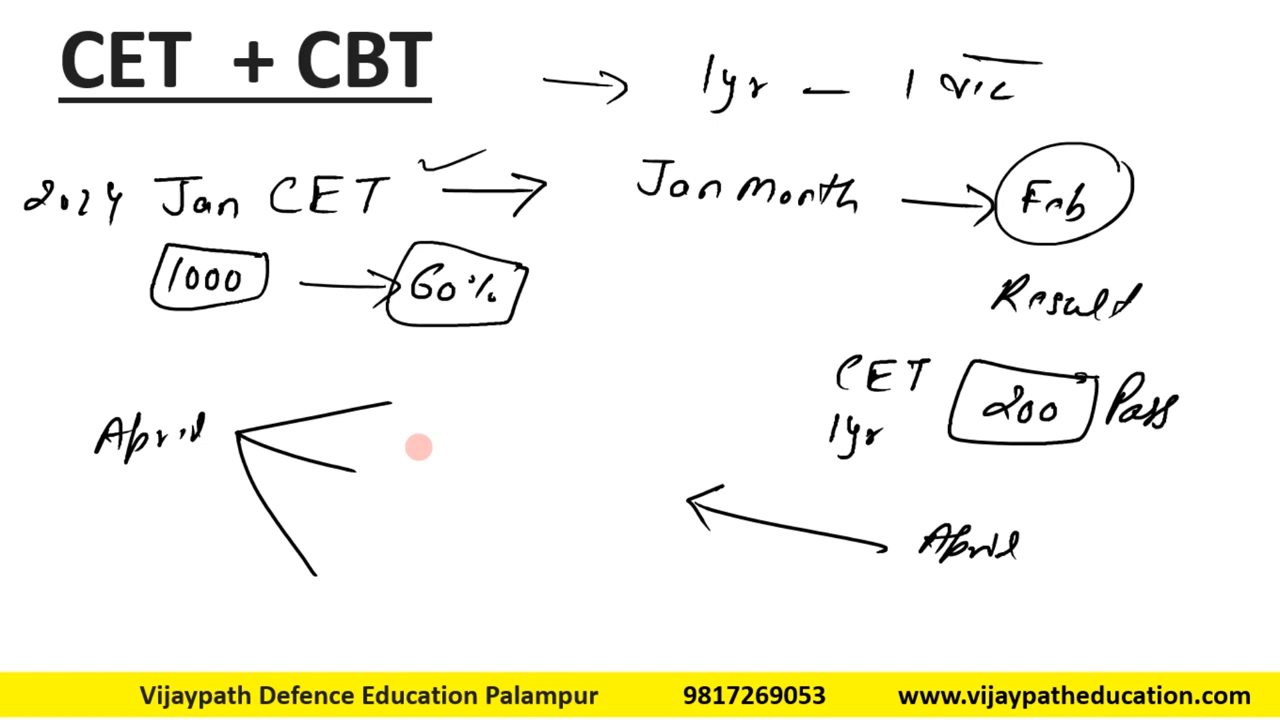 CET + CBT
→ 1yr — 1
2024 Jan CET ✓ → Jan month → Feb
1000 → 60%
Result
CET
200 Pass
1yr
April
April
Vijaypath Defence Education Palampur 9817269053 www.vijaypatheducation.com